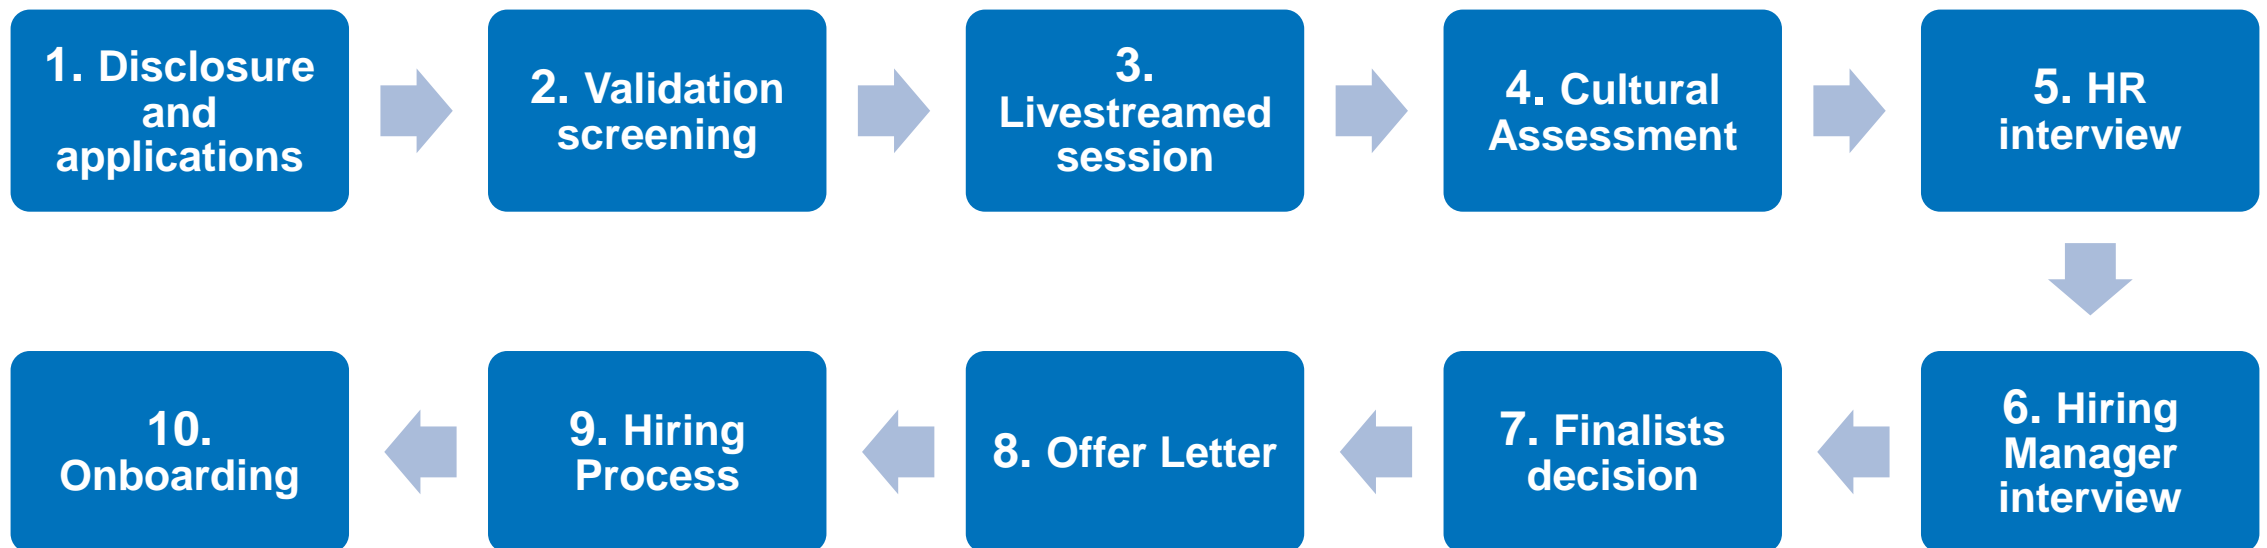 1. Disclosure
and
applications
2. Validation
screening
3.
Livestreamed
session
4. Cultural
Assessment
5. HR
interview
6. Hiring
Manager
interview
7. Finalists
decision
8. Offer Letter
9. Hiring
Process
10.
Onboarding